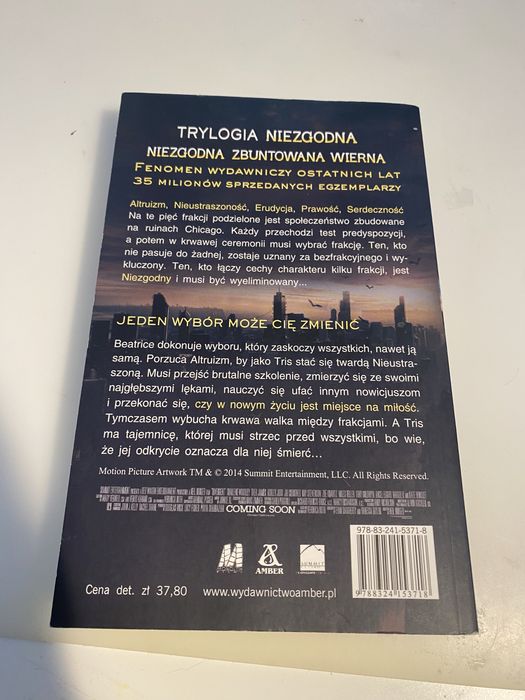 TRYLOGIA NIEZGODNA
NIEZGODNA ZBUNTOWANA WIERNA
FENOMEN WYDAWNICZY OSTATNICH LAT
35 MILIONÓW SPRZEDANYCH EGZEMPLARZY
Altruizm, Nieustraszoność, Erudycja, Prawość, Serdeczność
Na te pięć frakcji podzielone jest społeczeństwo zbudowane
na ruinach Chicago. Każdy przechodzi test predyspozycji,
a potem w krwawej ceremonii musi wybrać frakcję. Ten, kto
nie pasuje do żadnej, zostaje uznany za bezfrakcyjnego i wy-
kluczony. Ten, kto łączy cechy charakteru kilku frakcji, jest
Niezgodny i musi być wyeliminowany...
JEDEN WYBÓR MOŻE CIĘ ZMIENIĆ
Beatrice dokonuje wyboru, który zaskoczy wszystkich, nawet ją
samą. Porzuca Altruizm, by jako Tris stać się twardą Nieustra-
szoną. Musi przejść brutalne szkolenie, zmierzyć się ze swoimi
najgłębszymi lękami, nauczyć się ufać innym nowicjuszom
i przekonać się, czy w nowym życiu jest miejsce na miłość.
Tymczasem wybucha krwawa walka między frakcjami. A Tris
ma tajemnicę, której musi strzec przed wszystkimi, bo wie,
że jej odkrycie oznacza dla niej śmierć...
Motion Picture Artwork TM & © 2014 Summit Entertainment, LLC. All Rights Reserved.
COMING SOON
978-83-241-5371-8
AMBER
SUMMIT
Cena det. zł 37,80
www.wydawnictwoamber.pl
9788324153718